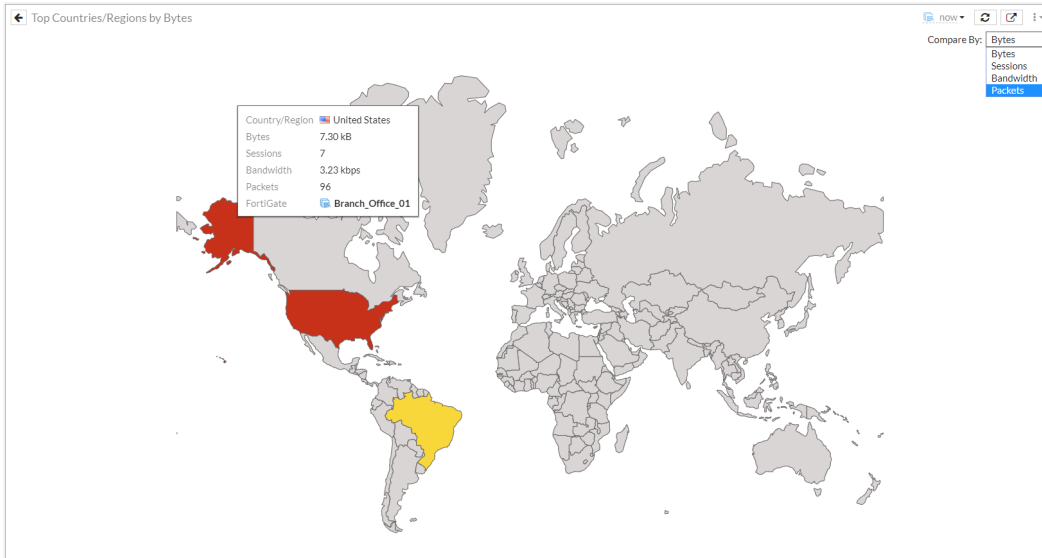 Top Countries/Regions by Bytes
now
Compare By: Bytes
Bytes
Sessions
Bandwidth
Packets
Country/Region United States
Bytes 7.30 kB
Sessions 7
Bandwidth 3.23 kbps
Packets 96
FortiGate Branch_Office_01